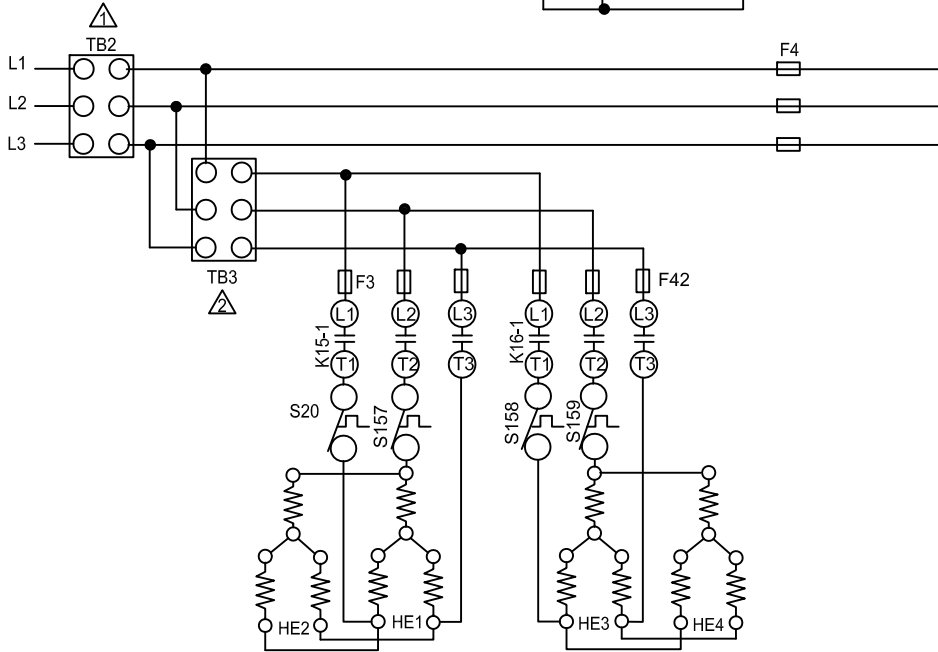 1
TB2
F4
L1
L2
L3
TB3
2
F3
F42
L1
L2
L3
L1
L2
L3
K15-1
K16-1
T1
T2
T3
T1
T2
T3
S20
S157
S158
S159
HE2
HE1
HE3
HE4